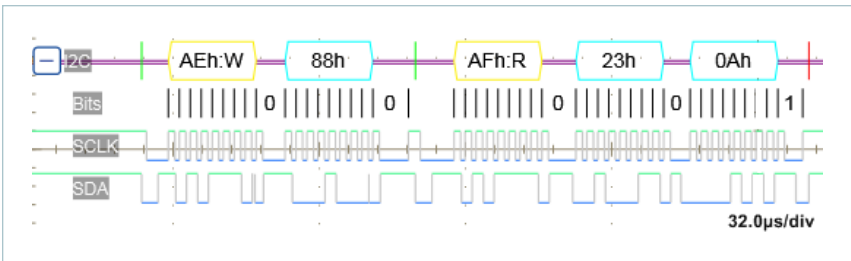 I2C AEh:W 88h AFh:R 23h 0Ah
Bits 0 0 0 0 1
SCLK
SDA
32.0µs/div